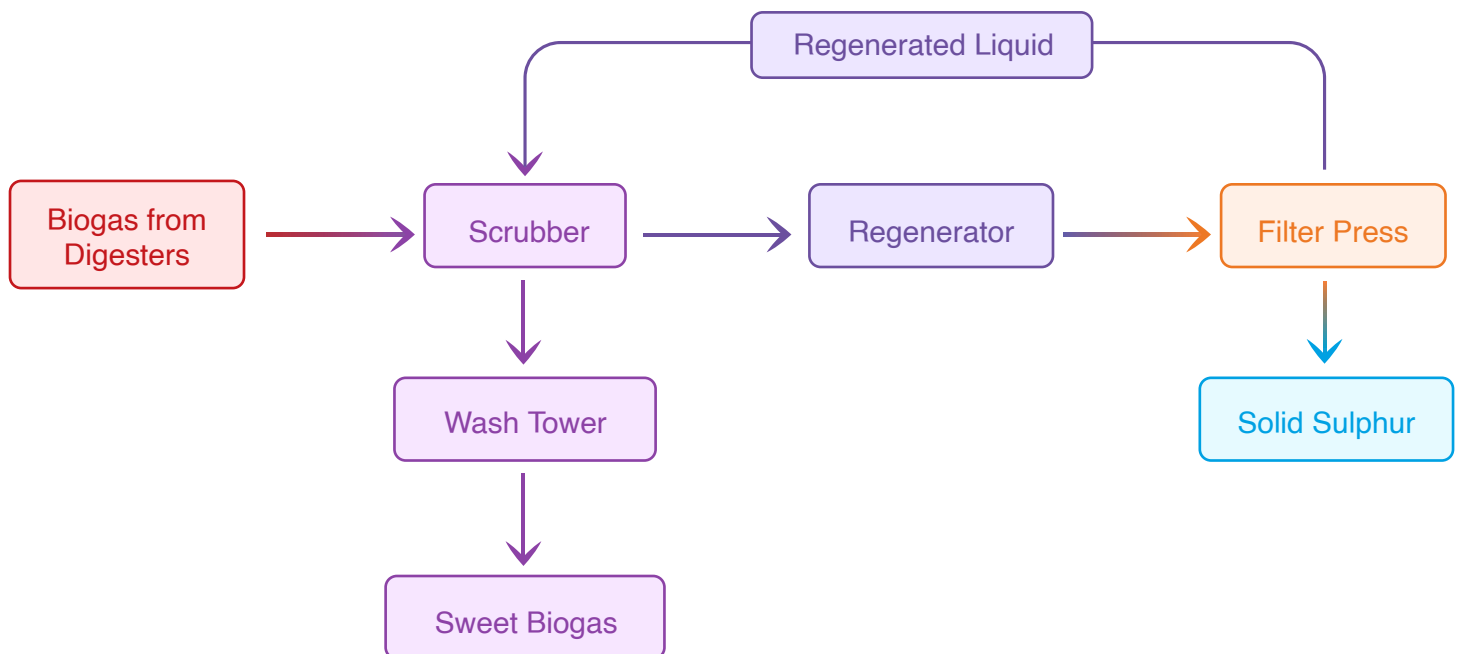 Regenerated Liquid
Biogas from
Digesters
Scrubber
Regenerator
Filter Press
Wash Tower
Solid Sulphur
Sweet Biogas